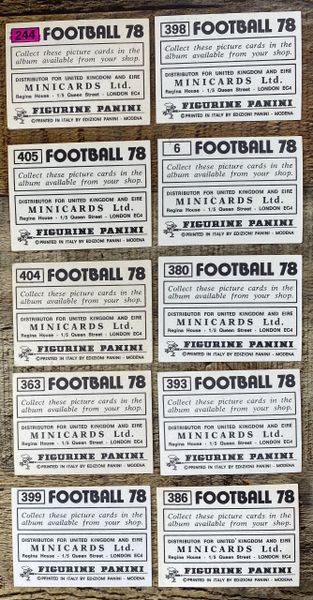 244 FOOTBALL 78
Collect these picture cards in the
album available from your shop.
DISTRIBUTOR FOR UNITED KINGDOM AND EIRE
MINICARDS Ltd.
Regina House - 1/5 Queen Street - LONDON EC4
FIGURINE PANINI
©PRINTED IN ITALY BY EDIZIONI PANINI - MODENA
398 FOOTBALL 78
Collect these picture cards in the
album available from your shop.
DISTRIBUTOR FOR UNITED KINGDOM AND EIRE
MINICARDS Ltd.
Regina House - 1/5 Queen Street - LONDON EC4
FIGURINE PANINI
©PRINTED IN ITALY BY EDIZIONI PANINI - MODENA
405 FOOTBALL 78
Collect these picture cards in the
album available from your shop.
DISTRIBUTOR FOR UNITED KINGDOM AND EIRE
MINICARDS Ltd.
Regina House - 1/5 Queen Street - LONDON EC4
FIGURINE PANINI
©PRINTED IN ITALY BY EDIZIONI PANINI - MODENA
6 FOOTBALL 78
Collect these picture cards in the
album available from your shop.
DISTRIBUTOR FOR UNITED KINGDOM AND EIRE
MINICARDS Ltd.
Regina House - 1/5 Queen Street - LONDON EC4
FIGURINE PANINI
©PRINTED IN ITALY BY EDIZIONI PANINI - MODENA
404 FOOTBALL 78
Collect these picture cards in the
album available from your shop.
DISTRIBUTOR FOR UNITED KINGDOM AND EIRE
MINICARDS Ltd.
Regina House - 1/5 Queen Street - LONDON EC4
FIGURINE PANINI
©PRINTED IN ITALY BY EDIZIONI PANINI - MODENA
380 FOOTBALL 78
Collect these picture cards in the
album available from your shop.
DISTRIBUTOR FOR UNITED KINGDOM AND EIRE
MINICARDS Ltd.
Regina House - 1/5 Queen Street - LONDON EC4
FIGURINE PANINI
©PRINTED IN ITALY BY EDIZIONI PANINI - MODENA
363 FOOTBALL 78
Collect these picture cards in the
album available from your shop.
DISTRIBUTOR FOR UNITED KINGDOM AND EIRE
MINICARDS Ltd.
Regina House - 1/5 Queen Street - LONDON EC4
FIGURINE PANINI
©PRINTED IN ITALY BY EDIZIONI PANINI - MODENA
393 FOOTBALL 78
Collect these picture cards in the
album available from your shop.
DISTRIBUTOR FOR UNITED KINGDOM AND EIRE
MINICARDS Ltd.
Regina House - 1/5 Queen Street - LONDON EC4
FIGURINE PANINI
©PRINTED IN ITALY BY EDIZIONI PANINI - MODENA
399 FOOTBALL 78
Collect these picture cards in the
album available from your shop.
DISTRIBUTOR FOR UNITED KINGDOM AND EIRE
MINICARDS Ltd.
Regina House - 1/5 Queen Street - LONDON EC4
FIGURINE PANINI
©PRINTED IN ITALY BY EDIZIONI PANINI - MODENA
386 FOOTBALL 78
Collect these picture cards in the
album available from your shop.
DISTRIBUTOR FOR UNITED KINGDOM AND EIRE
MINICARDS Ltd.
Regina House - 1/5 Queen Street - LONDON EC4
FIGURINE PANINI
©PRINTED IN ITALY BY EDIZIONI PANINI - MODENA